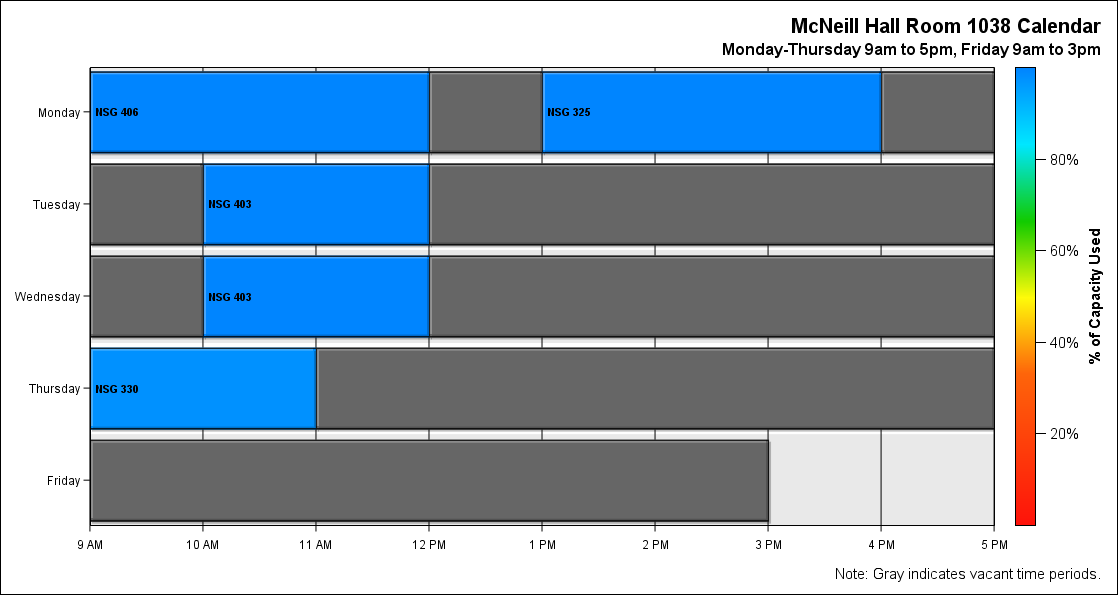 McNeill Hall Room 1038 Calendar
Monday-Thursday 9am to 5pm, Friday 9am to 3pm
Monday
NSG 406
NSG 325
Tuesday
NSG 403
Wednesday
NSG 403
Thursday
NSG 330
Friday
9 AM
10 AM
11 AM
12 PM
1 PM
2 PM
3 PM
4 PM
5 PM
80%
60%
40%
20%
% of Capacity Used
Note: Gray indicates vacant time periods.